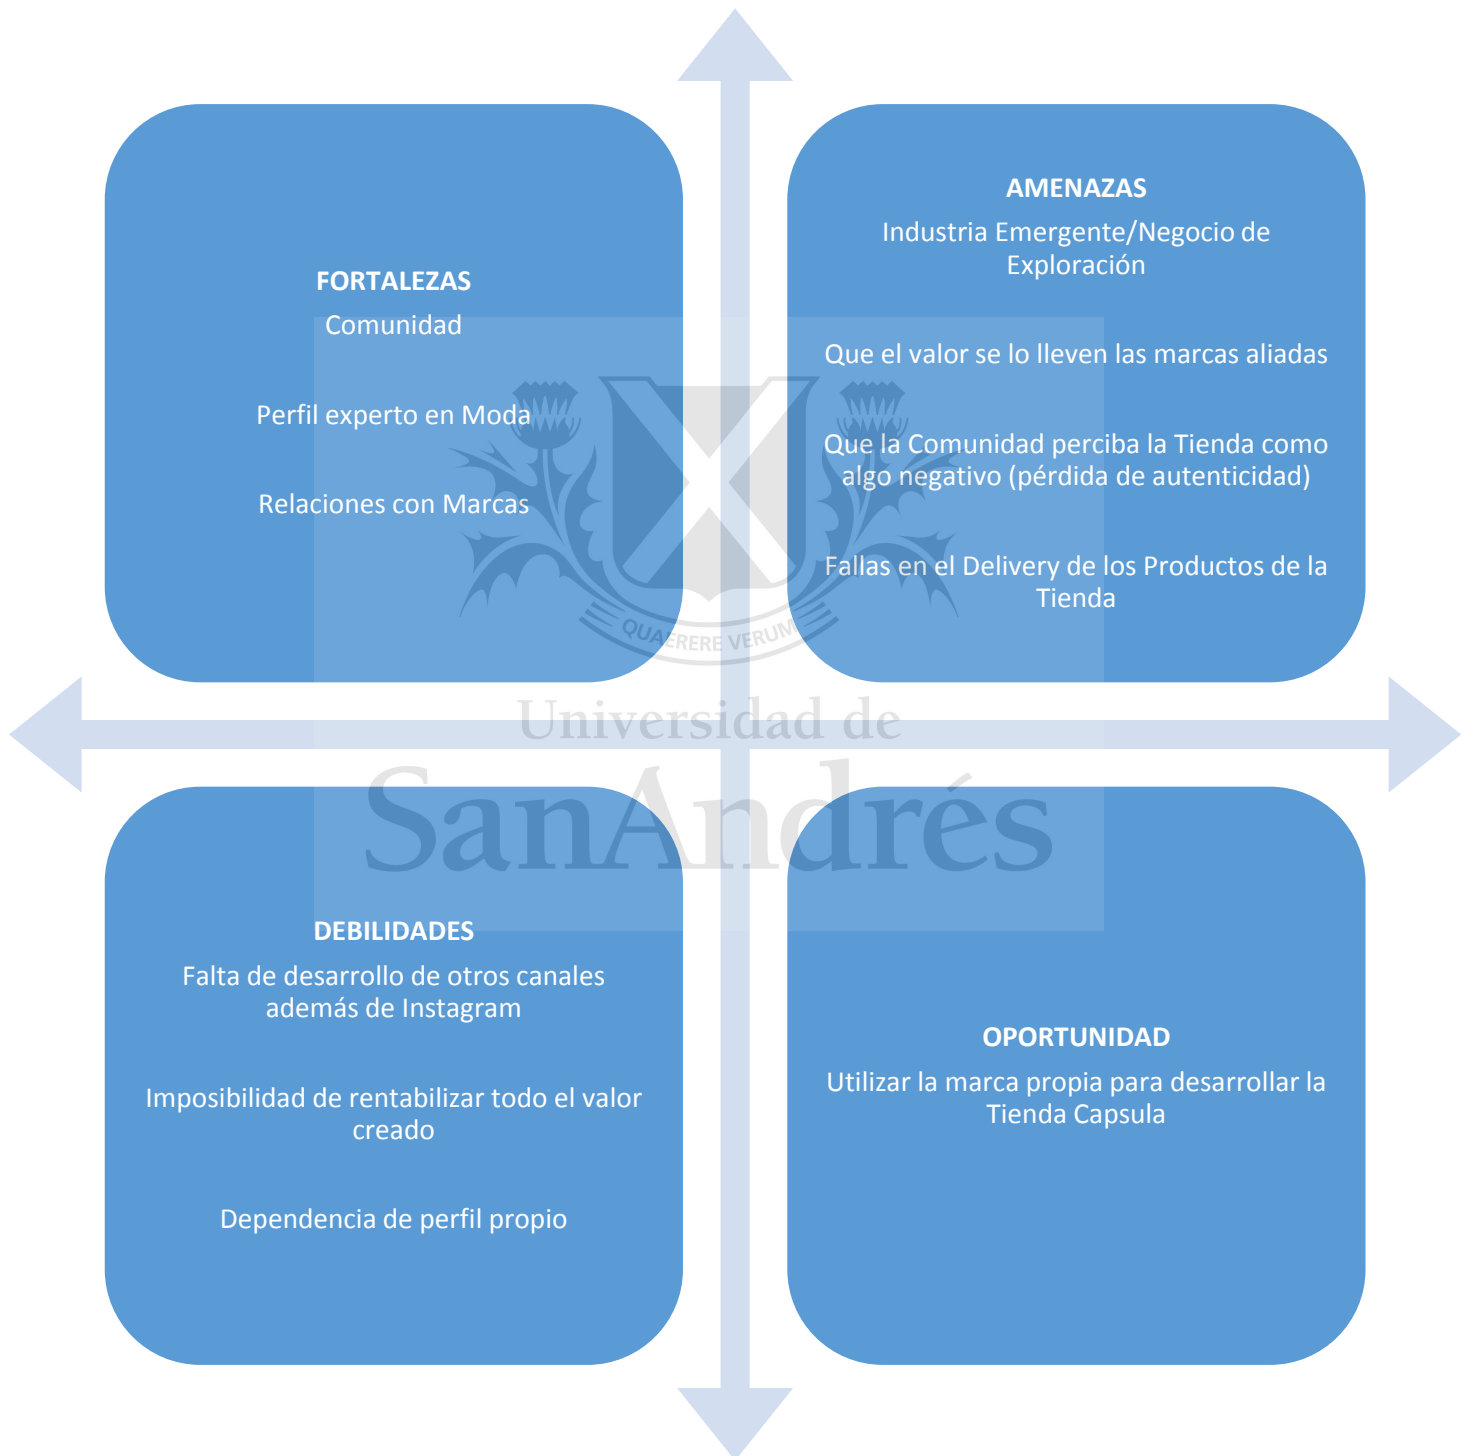 FORTALEZAS
Comunidad
Perfil experto en Moda
Relaciones con Marcas
AMENAZAS
Industria Emergente/Negocio de
Exploración
Que el valor se lo lleven las marcas aliadas
Que la Comunidad perciba la Tienda como
algo negativo (pérdida de autenticidad)
Fallas en el Delivery de los Productos de la
Tienda
QUAERERE VERUM
Universidad de
SanAndrés
DEBILIDADES
Falta de desarrollo de otros canales
además de Instagram
Imposibilidad de rentabilizar todo el valor
creado
Dependencia de perfil propio
OPORTUNIDAD
Utilizar la marca propia para desarrollar la
Tienda Capsula